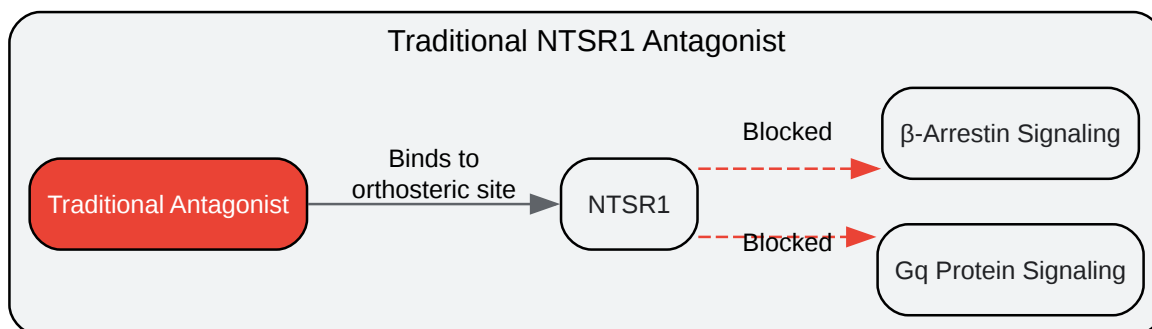 Traditional NTSR1 Antagonist
Traditional Antagonist
Binds to
orthosteric site
NTSR1
Blocked
β-Arrestin Signaling
Blocked
Gq Protein Signaling